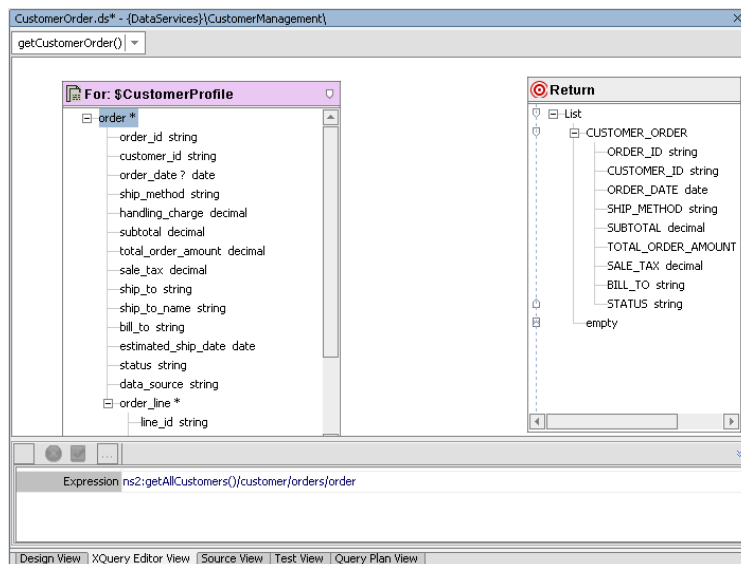 CustomerOrder.ds* - {DataServices}\CustomerManagement\
getCustomerOrder()
For: $CustomerProfile
order *
order_id string
customer_id string
order_date ? date
ship_method string
handling_charge decimal
subtotal decimal
total_order_amount decimal
sale_tax decimal
ship_to string
ship_to_name string
bill_to string
estimated_ship_date date
status string
data_source string
order_line *
line_id string
Return
List
CUSTOMER_ORDER
ORDER_ID string
CUSTOMER_ID string
ORDER_DATE date
SHIP_METHOD string
SUBTOTAL decimal
TOTAL_ORDER_AMOUNT
SALE_TAX decimal
BILL_TO string
STATUS string
empty
...
Expression ns2:getAllCustomers()/customer/orders/order
Design View XQuery Editor View Source View Test View Query Plan View